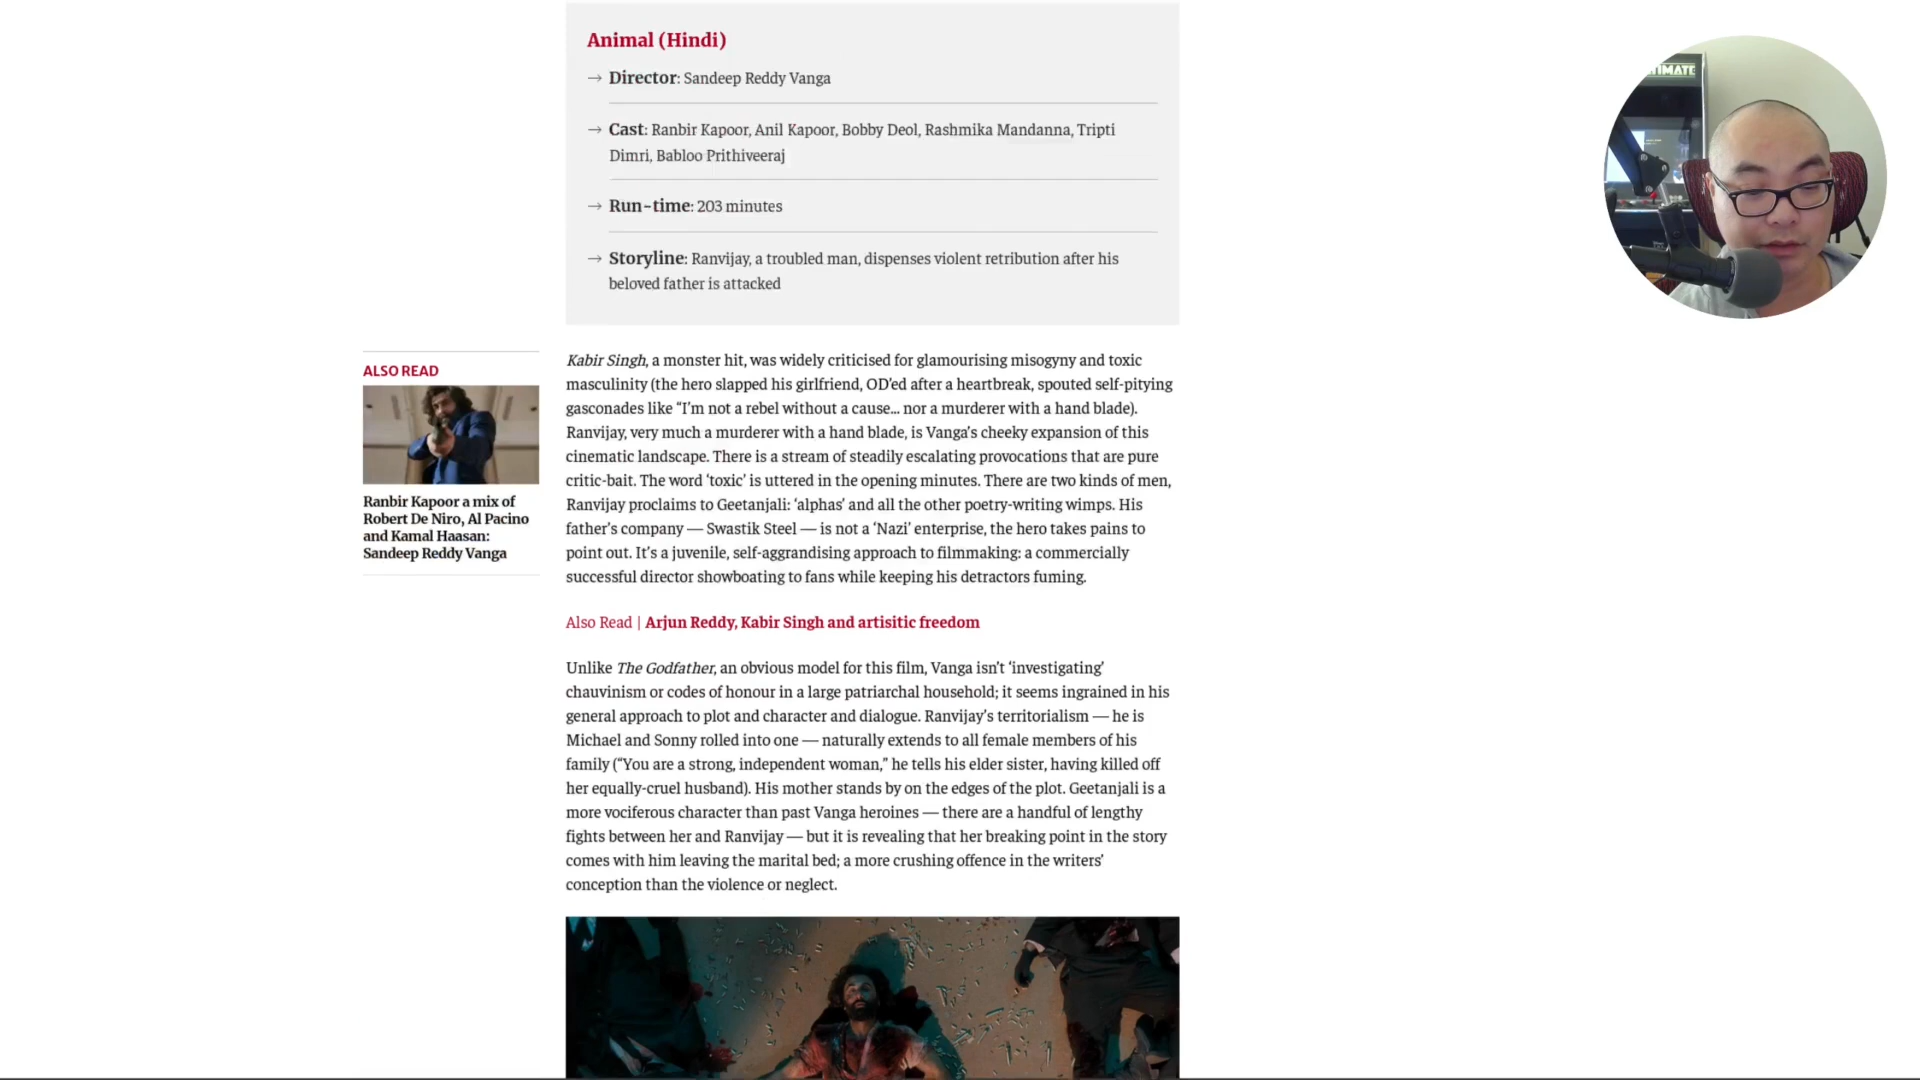 Animal (Hindi)
→ Director: Sandeep Reddy Vanga
→ Cast: Ranbir Kapoor, Anil Kapoor, Bobby Deol, Rashmika Mandanna, Tripti
Dimri, Babloo Prithiveeraj
→ Run-time: 203 minutes
→ Storyline: Ranvijay, a troubled man, dispenses violent retribution after his
beloved father is attacked
ALSO READ
Ranbir Kapoor a mix of
Robert De Niro, Al Pacino
and Kamal Haasan:
Sandeep Reddy Vanga
Kabir Singh, a monster hit, was widely criticised for glamourising misogyny and toxic
masculinity (the hero slapped his girlfriend, OD’ed after a heartbreak, spouted self-pitying
gasconades like “I’m not a rebel without a cause... nor a murderer with a hand blade).
Ranvijay, very much a murderer with a hand blade, is Vanga’s cheeky expansion of this
cinematic landscape. There is a stream of steadily escalating provocations that are pure
critic-bait. The word ‘toxic’ is uttered in the opening minutes. There are two kinds of men,
Ranvijay proclaims to Geetanjali: ‘alphas’ and all the other poetry-writing wimps. His
father’s company — Swastik Steel — is not a ‘Nazi’ enterprise, the hero takes pains to
point out. It’s a juvenile, self-aggrandising approach to filmmaking: a commercially
successful director showboating to fans while keeping his detractors fuming.
Also Read | Arjun Reddy, Kabir Singh and artisitic freedom
Unlike The Godfather, an obvious model for this film, Vanga isn’t ‘investigating’
chauvinism or codes of honour in a large patriarchal household; it seems ingrained in his
general approach to plot and character and dialogue. Ranvijay’s territorialism — he is
Michael and Sonny rolled into one — naturally extends to all female members of his
family (“You are a strong, independent woman,” he tells his elder sister, having killed off
her equally-cruel husband). His mother stands by on the edges of the plot. Geetanjali is a
more vociferous character than past Vanga heroines — there are a handful of lengthy
fights between her and Ranvijay — but it is revealing that her breaking point in the story
comes with him leaving the marital bed; a more crushing offence in the writers’
conception than the violence or neglect.